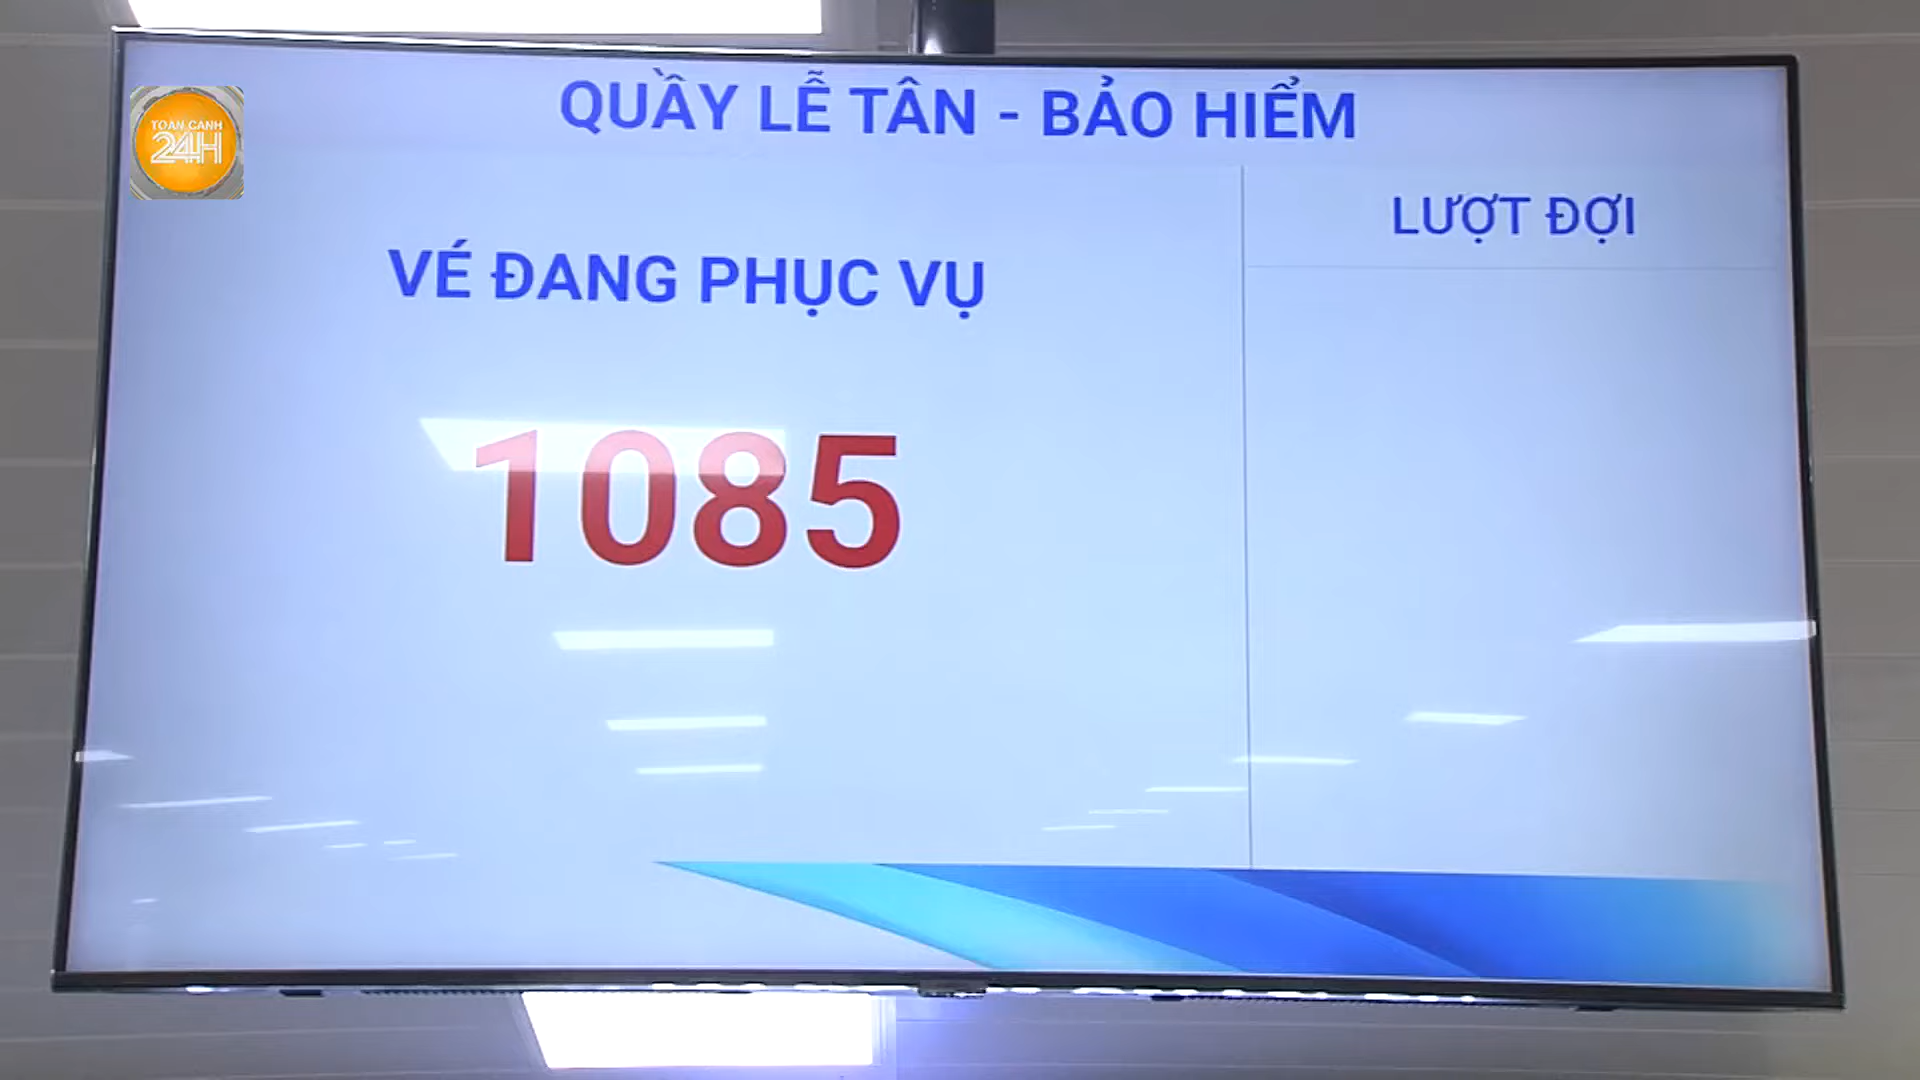 QUẦY LỄ TÂN - BẢO HIỂM
TOAN CANH
24H
LƯỢT ĐỢI
VÉ ĐANG PHỤC VỤ
1085